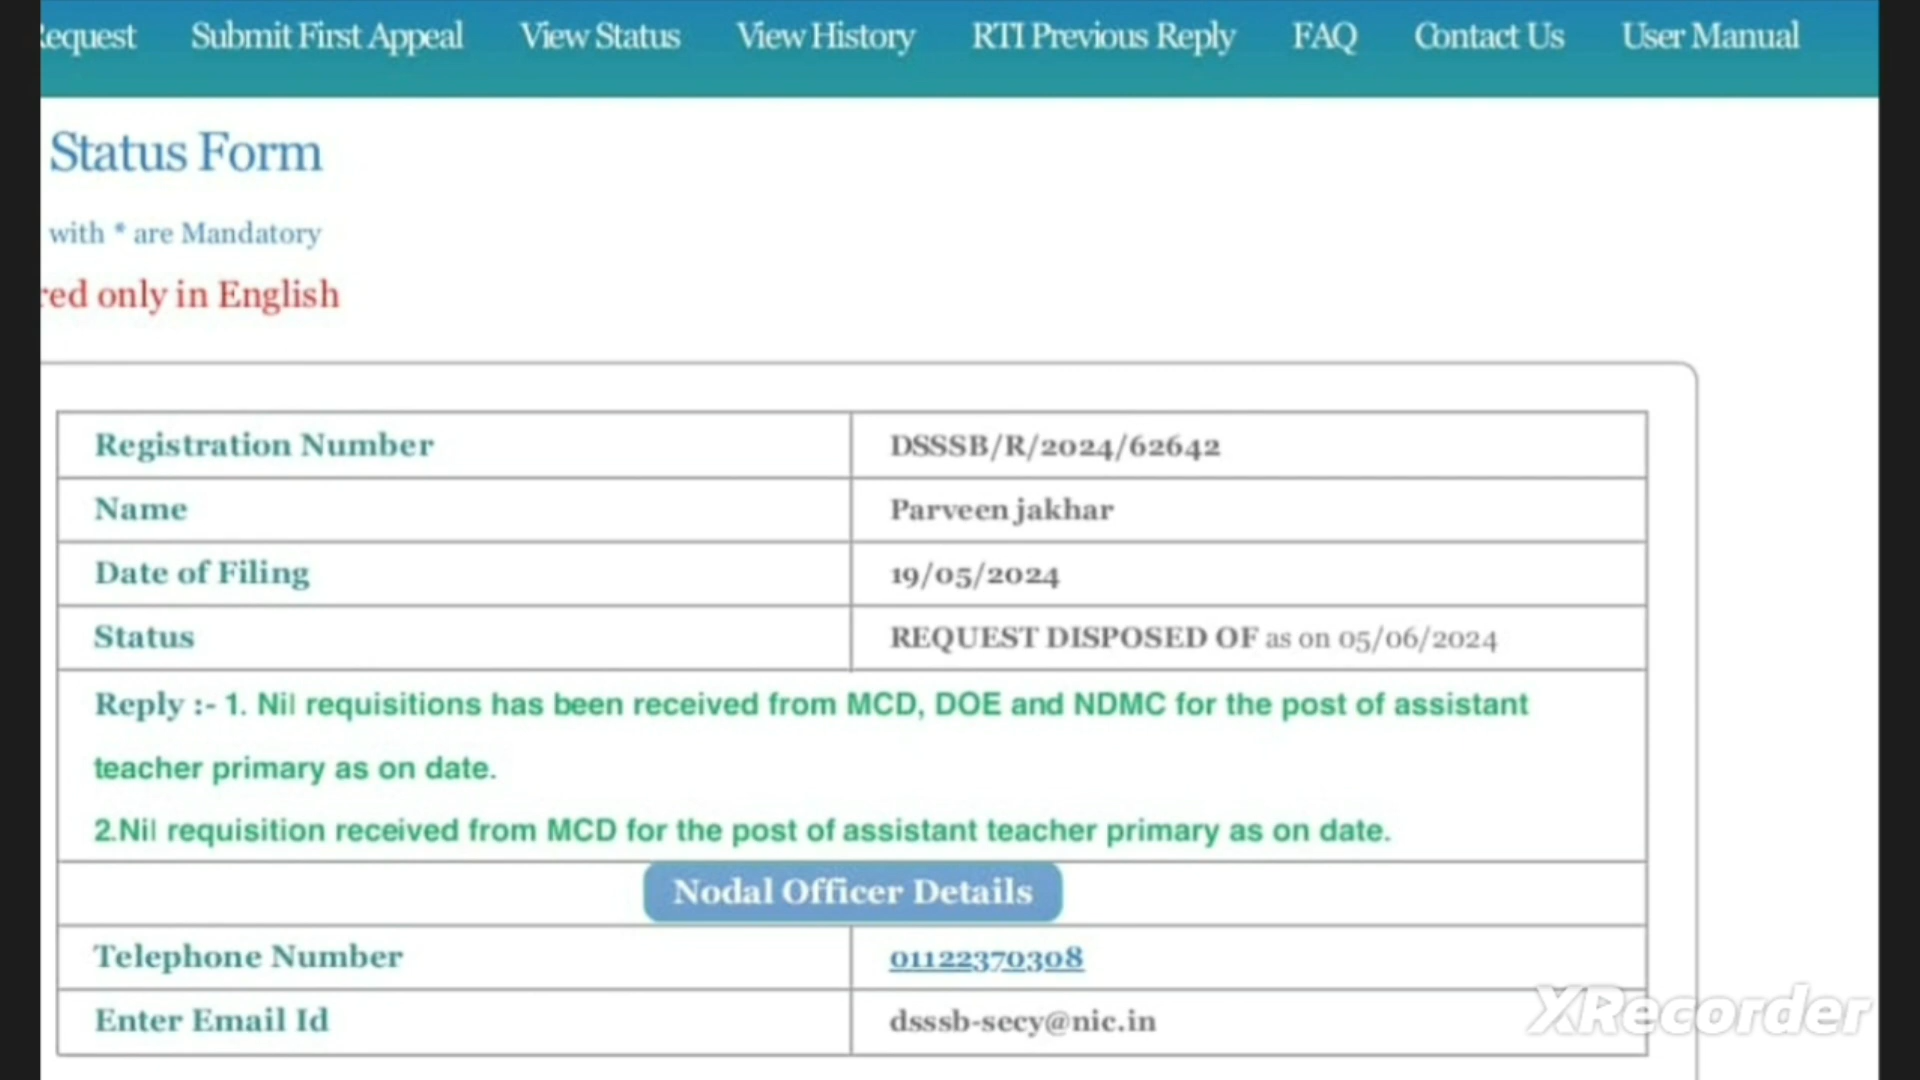 Request Submit First Appeal View Status View History RTI Previous Reply FAQ Contact Us User Manual
Status Form
with * are Mandatory
only in English
Registration Number DSSSB/R/2024/62642
Name Parveen jakhar
Date of Filing 19/05/2024
Status REQUEST DISPOSED OF as on 05/06/2024
Reply :- 1. Nil requisitions has been received from MCD, DOE and NDMC for the post of assistant
teacher primary as on date.
2.Nil requisition received from MCD for the post of assistant teacher primary as on date.
Nodal Officer Details
Telephone Number 01122370308
Enter Email Id dsssb-secy@nic.in
XRecorder